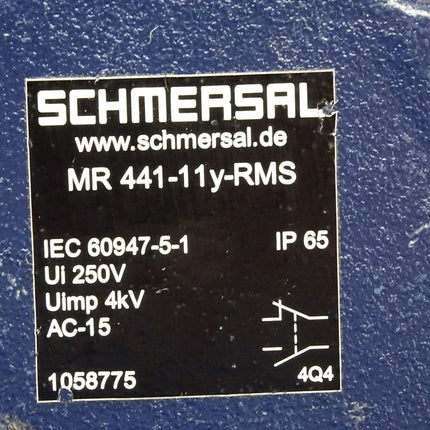 SCHMERSAL
www.schmersal.de
MR 441-11y-RMS
IEC 60947-5-1 IP 65
Ui 250V
Uimp 4kV
AC-15
1058775 4Q4